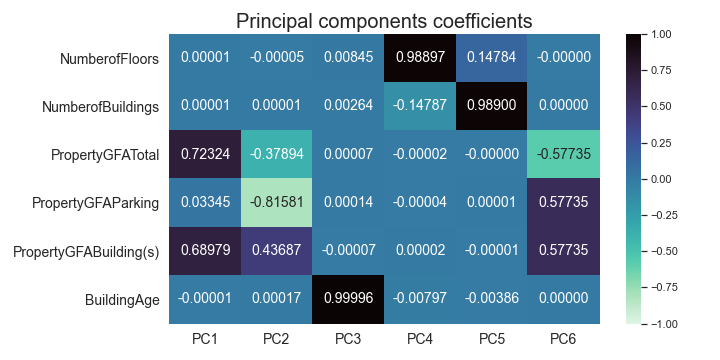 Principal components coefficients
NumberofFloors 0.00001 -0.00005 0.00845 0.98897 0.14784 -0.00000
NumberofBuildings 0.00001 0.00001 0.00264 -0.14787 0.98900 0.00000
PropertyGFATotal 0.72324 -0.37894 0.00007 -0.00002 -0.00000 -0.57735
PropertyGFAParking 0.03345 -0.81581 0.00014 -0.00004 0.00001 0.57735
PropertyGFABuilding(s) 0.68979 0.43687 -0.00007 0.00002 -0.00001 0.57735
BuildingAge -0.00001 0.00017 0.99996 -0.00797 -0.00386 0.00000
PC1 PC2 PC3 PC4 PC5 PC6
1.00
0.75
0.50
0.25
0.00
−0.25
−0.50
−0.75
−1.00